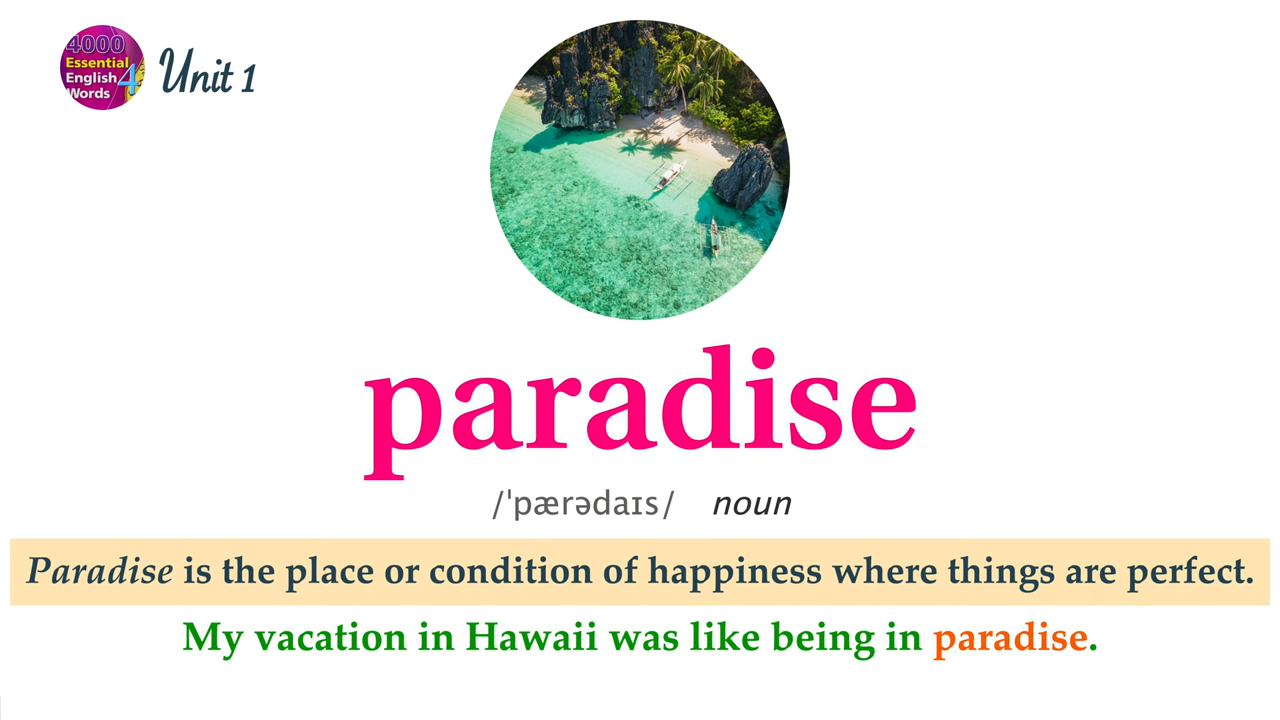 4000
Essential
English 4
Words
Unit 1
paradise
/ˈpærədaɪs/ noun
Paradise is the place or condition of happiness where things are perfect.
My vacation in Hawaii was like being in paradise.